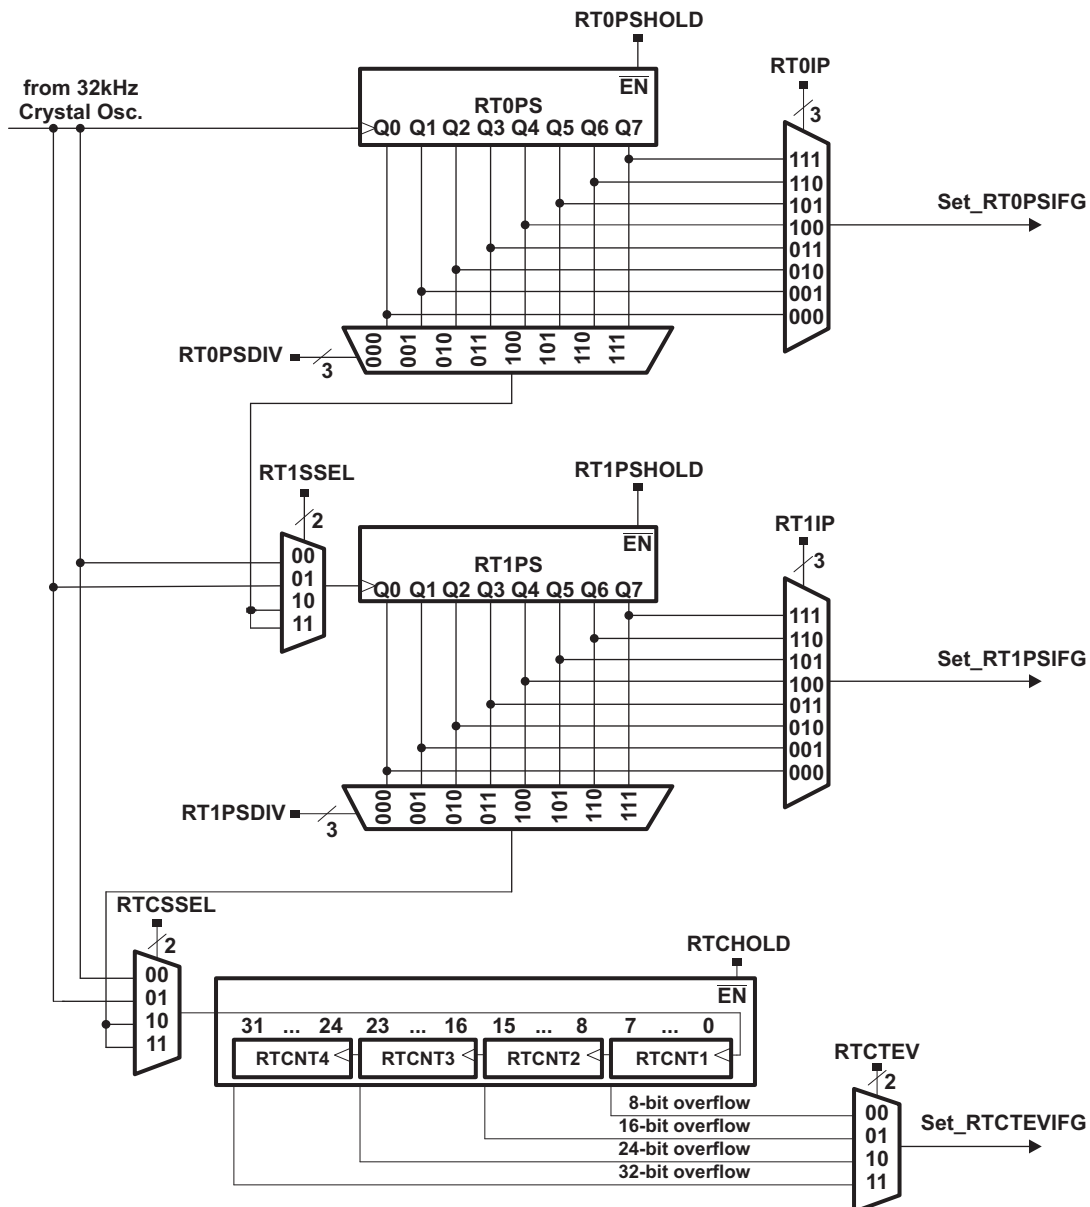 RT0PSHOLD
from 32kHz
Crystal Osc.
RT0IP
EN
RT0PS
3
Q0 Q1 Q2 Q3 Q4 Q5 Q6 Q7
111
110
101
100
011
010
001
000
Set_RT0PSIFG
RT0PSDIV
3
000 001 010 011 100 101 110 111
RT1SSEL
2
RT1PSHOLD
RT1IP
3
00
01
10
11
EN
RT1PS
Q0 Q1 Q2 Q3 Q4 Q5 Q6 Q7
111
110
101
100
011
010
001
000
Set_RT1PSIFG
RT1PSDIV
3
000 001 010 011 100 101 110 111
RTCSSEL
2
RTCHOLD
00
01
10
11
EN
31 ... 24 23 ... 16 15 ... 8 7 ... 0
RTCNT4 RTCNT3 RTCNT2 RTCNT1
RTCTEV
2
8-bit overflow
16-bit overflow
24-bit overflow
32-bit overflow
00
01
10
11
Set_RTCTEVIFG